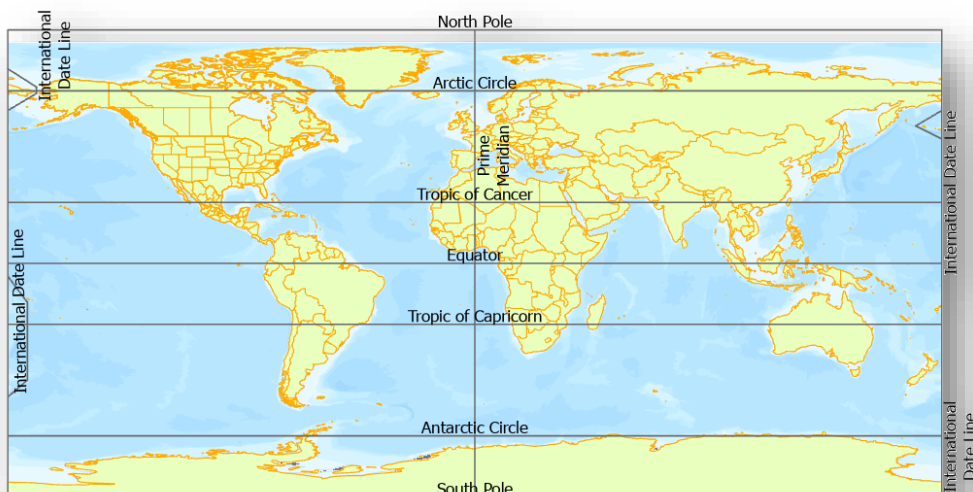 North Pole
International
Date Line
Arctic Circle
Prime
Meridian
International Date Line
Tropic of Cancer
International Date Line
Equator
Tropic of Capricorn
Antarctic Circle
International
Date Line
South Pole